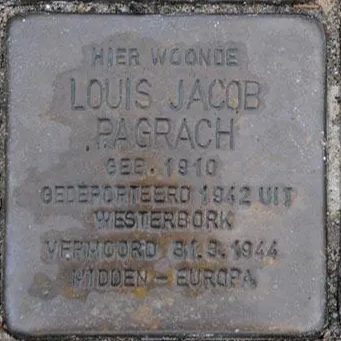 HIER WOONDE
LOUIS JACOB
PAGRACH
GEB. 1910
GEDEPORTEERD 1942 UIT
WESTERBORK
VERMOORD 31.3.1944
MIDDEN – EUROPA